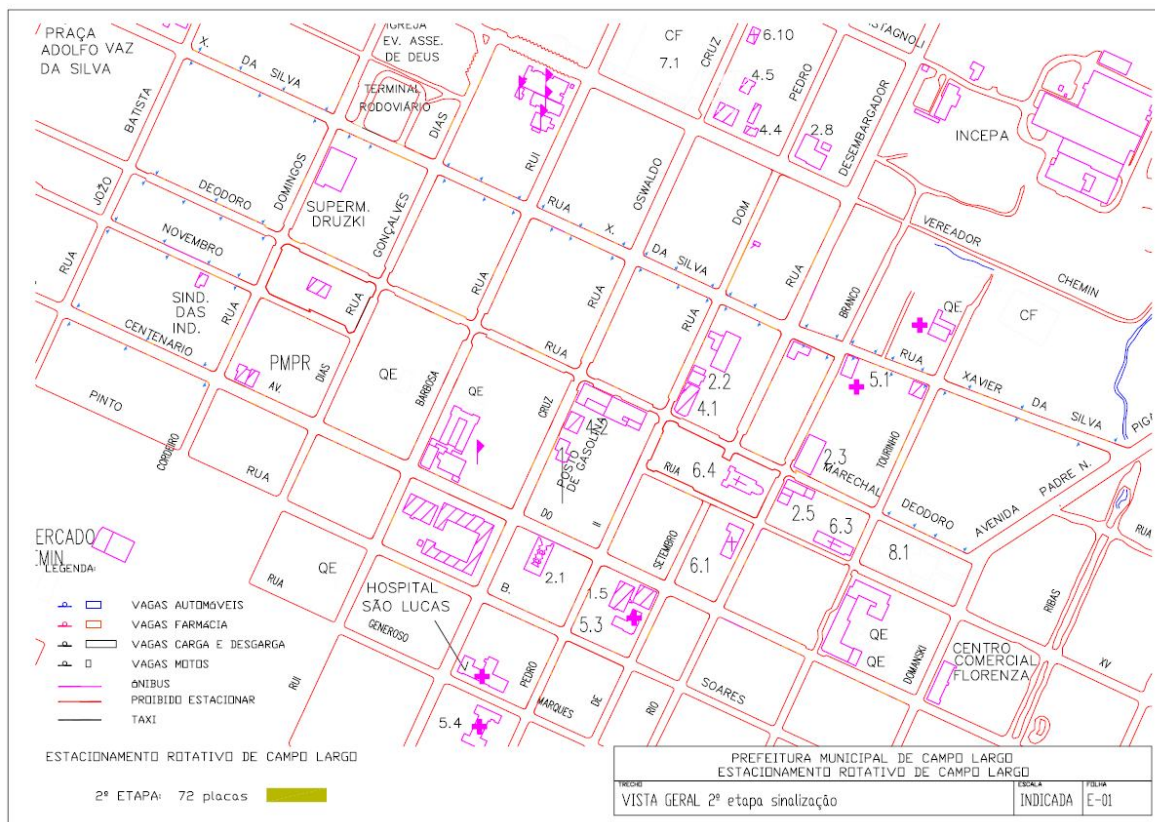 PRAÇA
ADOLFO VAZ
DA SILVA
X.
DA SILVA
IGREJA
EV. ASSE.
DE DEUS
TERMINAL
RODOVIÁRIO
DIAS
CF
7.1
CRUZ
6.10
4.5
4.4
PEDRO
2.8
DESEMBARGADOR
STAGNOLI
INCEPA
BATISTA
DEODORO
DOMINGOS
SUPERM.
DRUZKI
GONÇALVES
RUI
RUA
X.
OSWALDO
DA SILVA
DOM
RUA
VEREADOR
CHEMIN
JOÃO
NOVEMBRO
RUA
SIND.
DAS
IND.
RUA
RUA
RUA
RUA
BRANCO
QE
CF
RUA
XAVIER
DA
SILVA
CENTENARIO
PMPR
AV.
DIAS
QE
BARBOSA
QE
RUA
CRUZ
4.2
POSTO
DE GASOLINA
2.2
4.1
5.1
2.3
TOURINHO
MARECHAL
DEODORO
AVENIDA
PADRE N.
PINTO
CORDEIRO
RUA
DO
II
RUA
6.4
SETEMBRO
6.1
2.5
6.3
8.1
RUA
ERCADO
MIN
QE
RUA
B.
2.1
1.5
5.3
QE
QE
DOMANSKI
RIBAS
XV
HOSPITAL
SÃO LUCAS
GENEROSO
RUI
PEDRO
MARQUES
DE
RIO
SOARES
CENTRO
COMERCIAL
FLORENZA
5.4
LEGENDA:
VAGAS AUTOMÓVEIS
VAGAS FARMÁCIA
VAGAS CARGA E DESGARGA
VAGAS MOTOS
ÔNIBUS
PROIBIDO ESTACIONAR
TAXI
ESTACIONAMENTO ROTATIVO DE CAMPO LARGO
2º ETAPA: 72 placas
PREFEITURA MUNICIPAL DE CAMPO LARGO
ESTACIONAMENTO ROTATIVO DE CAMPO LARGO
TRECHO
VISTA GERAL 2º etapa sinalização
ESCALA
INDICADA
FOLHA
E-01